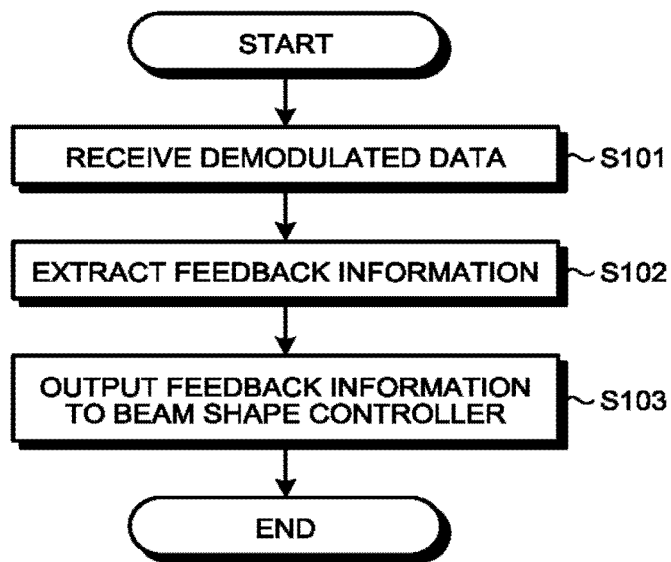 START
RECEIVE DEMODULATED DATA
S101
EXTRACT FEEDBACK INFORMATION
S102
OUTPUT FEEDBACK INFORMATION
TO BEAM SHAPE CONTROLLER
S103
END